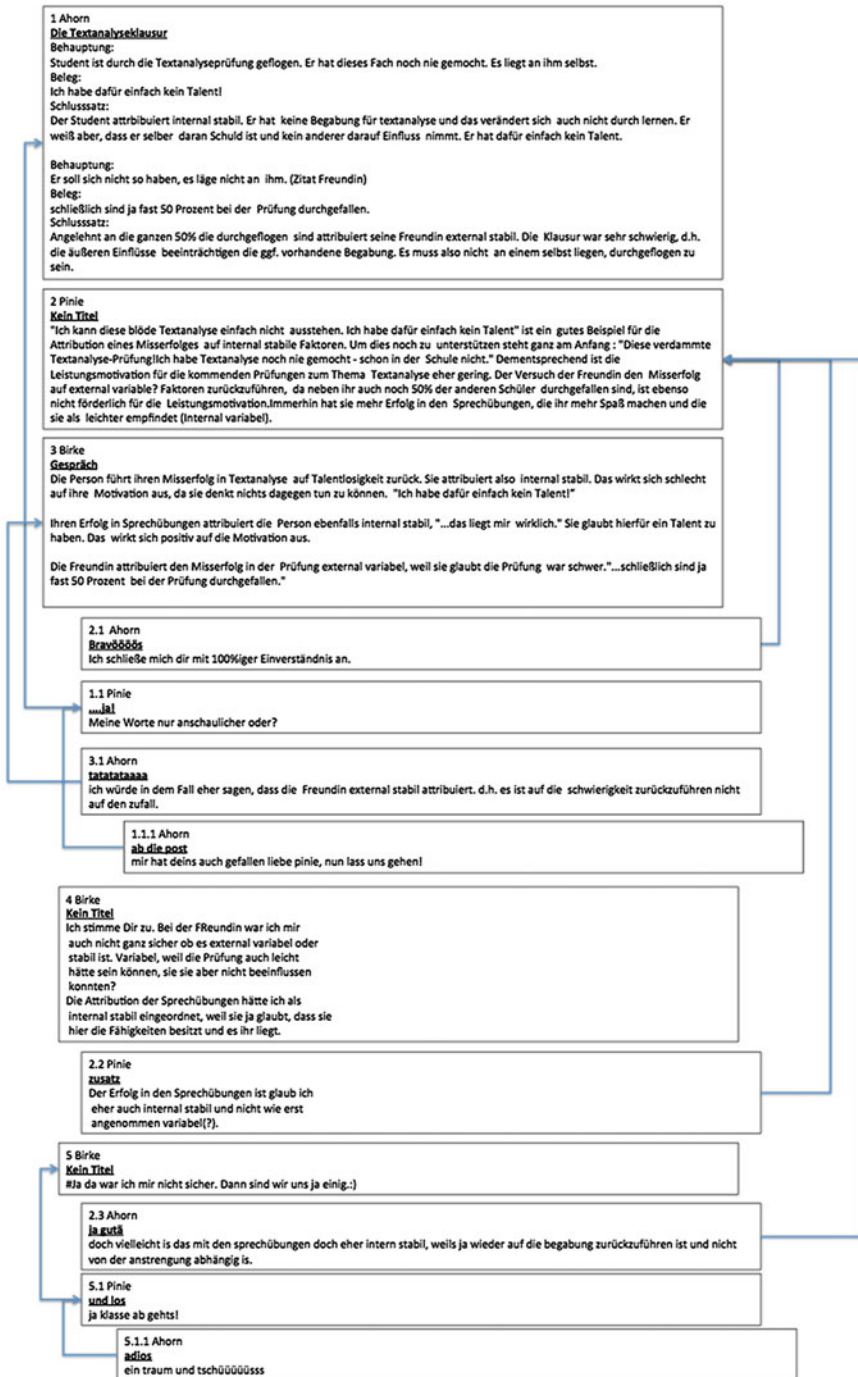 1 Ahorn
Die Textanalyseklausur
Behauptung:
Student ist durch die Textanalyseprüfung geflogen. Er hat dieses Fach noch nie gemocht. Es liegt an ihm selbst.
Beleg:
Ich habe dafür einfach kein Talent!
Schlusssatz:
Der Student attrbibuiert internal stabil. Er hat keine Begabung für textanalyse und das verändert sich auch nicht durch lernen. Er
weiß aber, dass er selber daran Schuld ist und kein anderer darauf Einfluss nimmt. Er hat dafür einfach kein Talent.
Behauptung:
Er soll sich nicht so haben, es läge nicht an ihm. (Zitat Freundin)
Beleg:
schließlich sind ja fast 50 Prozent bei der Prüfung durchgefallen.
Schlusssatz:
Angelehnt an die ganzen 50% die durchgeflogen sind attribuiert seine Freundin external stabil. Die Klausur war sehr schwierig, d.h.
die äußeren Einflüsse beeinträchtigen die ggf. vorhandene Begabung. Es muss also nicht an einem selbst liegen, durchgeflogen zu
sein.
2 Pinie
Kein Titel
"Ich kann diese blöde Textanalyse einfach nicht ausstehen. Ich habe dafür einfach kein Talent" ist ein gutes Beispiel für die
Attribution eines Misserfolges auf internal stabile Faktoren. Um dies noch zu unterstützen steht ganz am Anfang : "Diese verdammte
Textanalyse-Prüfung!Ich habe Textanalyse noch nie gemocht - schon in der Schule nicht." Dementsprechend ist die
Leistungsmotivation für die kommenden Prüfungen zum Thema Textanalyse eher gering. Der Versuch der Freundin den Misserfolg
auf external variable? Faktoren zurückzuführen, da neben ihr auch noch 50% der anderen Schüler durchgefallen sind, ist ebenso
nicht förderlich für die Leistungsmotivation.Immerhin hat sie mehr Erfolg in den Sprechübungen, die ihr mehr Spaß machen und die
sie als leichter empfindet (Internal variabel).
3 Birke
Gespräch
Die Person führt ihren Misserfolg in Textanalyse auf Talentlosigkeit zurück. Sie attribuiert also internal stabil. Das wirkt sich schlecht
auf ihre Motivation aus, da sie denkt nichts dagegen tun zu können. "Ich habe dafür einfach kein Talent!"
Ihren Erfolg in Sprechübungen attribuiert die Person ebenfalls internal stabil, "...das liegt mir wirklich." Sie glaubt hierfür ein Talent zu
haben. Das wirkt sich positiv auf die Motivation aus.
Die Freundin attribuiert den Misserfolg in der Prüfung external variabel, weil sie glaubt die Prüfung war schwer."...schließlich sind ja
fast 50 Prozent bei der Prüfung durchgefallen."
2.1 Ahorn
Bravöööös
Ich schließe mich dir mit 100%iger Einverständnis an.
1.1 Pinie
....ja!
Meine Worte nur anschaulicher oder?
3.1 Ahorn
tatatataaaa
ich würde in dem Fall eher sagen, dass die Freundin external stabil attribuiert. d.h. es ist auf die schwierigkeit zurückzuführen nicht
auf den zufall.
1.1.1 Ahorn
ab die post
mir hat deins auch gefallen liebe pinie, nun lass uns gehen!
4 Birke
Kein Titel
Ich stimme Dir zu. Bei der FReundin war ich mir
auch nicht ganz sicher ob es external variabel oder
stabil ist. Variabel, weil die Prüfung auch leicht
hätte sein können, sie sie aber nicht beeinflussen
konnten?
Die Attribution der Sprechübungen hätte ich als
internal stabil eingeordnet, weil sie ja glaubt, dass sie
hier die Fähigkeiten besitzt und es ihr liegt.
2.2 Pinie
zusatz
Der Erfolg in den Sprechübungen ist glaub ich
eher auch internal stabil und nicht wie erst
angenommen variabel(?).
5 Birke
Kein Titel
#Ja da war ich mir nicht sicher. Dann sind wir uns ja einig.:)
2.3 Ahorn
ja gutä
doch vielleicht is das mit den sprechübungen doch eher intern stabil, weils ja wieder auf die begabung zurückzuführen ist und nicht
von der anstrengung abhängig is.
5.1 Pinie
und los
ja klasse ab gehts!
5.1.1 Ahorn
adios
ein traum und tschüüüüüsss